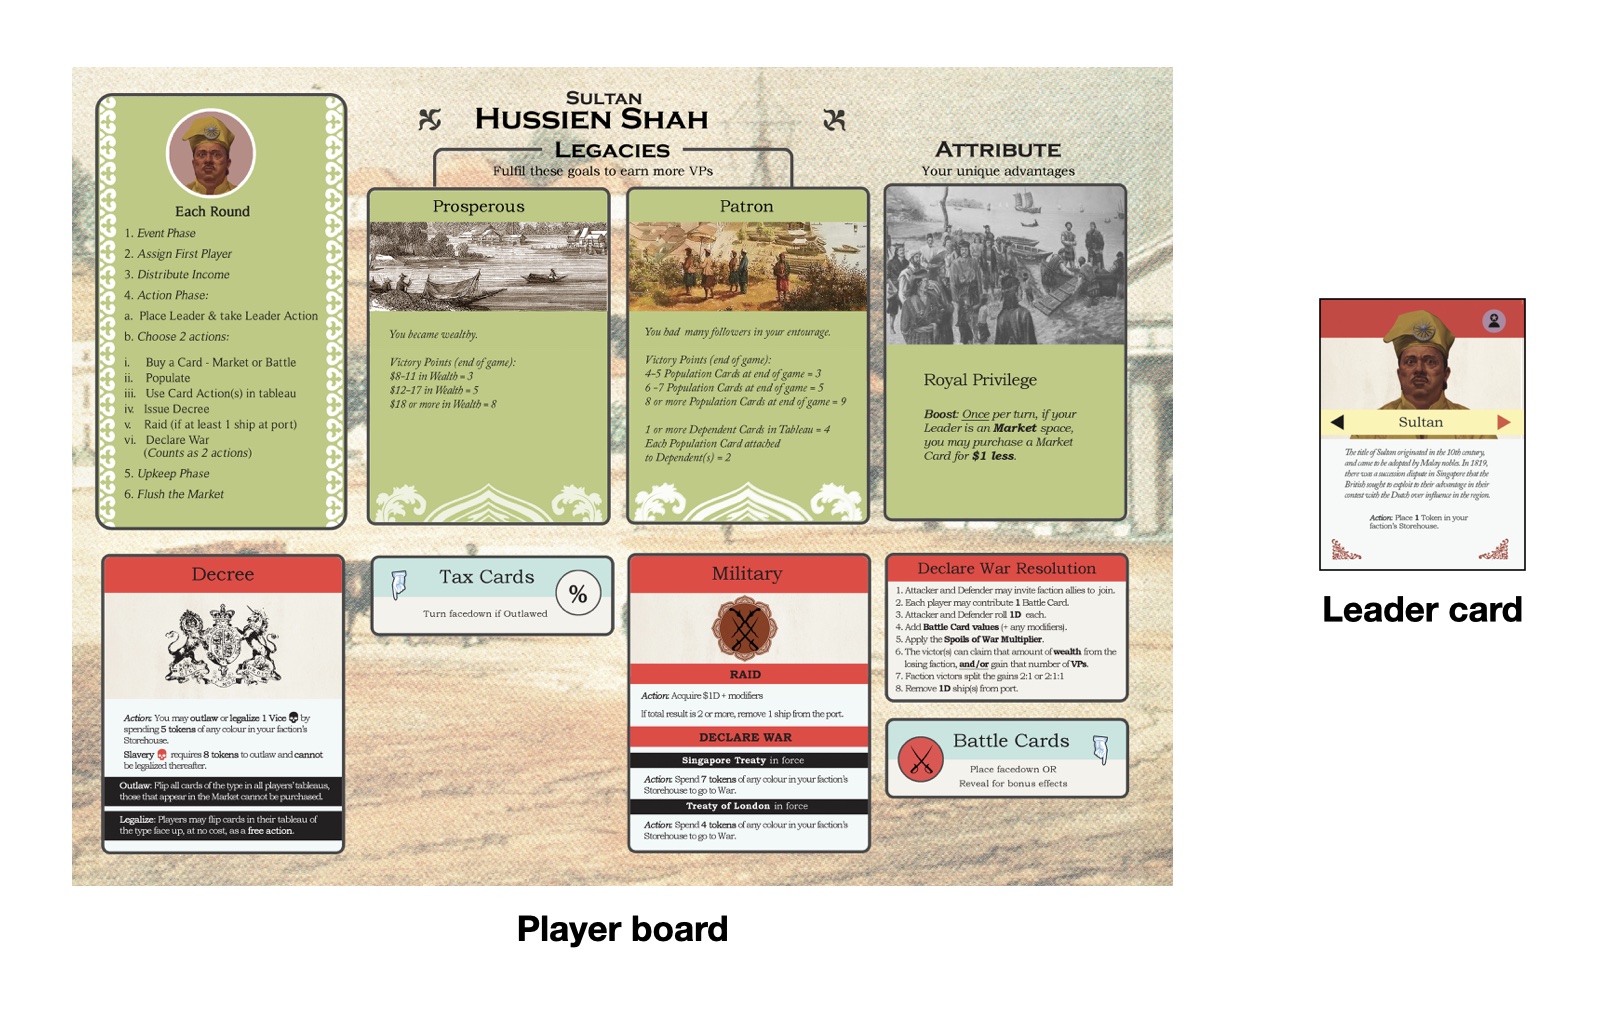 SULTAN
HUSSIEN SHAH
LEGACIES
Fulfil these goals to earn more VPs
ATTRIBUTE
Your unique advantages
Each Round
1. Event Phase
2. Assign First Player
3. Distribute Income
4. Action Phase:
a. Place Leader & take Leader Action
b. Choose 2 actions:
i. Buy a Card - Market or Battle
ii. Populate
iii. Use Card Action(s) in tableau
iv. Issue Decree
v. Raid (if at least 1 ship at port)
vi. Declare War
(Counts as 2 actions)
5. Upkeep Phase
6. Flush the Market
Prosperous
You became wealthy.
Victory Points (end of game):
$8-11 in Wealth = 3
$12-17 in Wealth = 5
$18 or more in Wealth = 8
Patron
You had many followers in your entourage.
Victory Points (end of game):
4-5 Population Cards at end of game = 3
6 -7 Population Cards at end of game = 5
8 or more Population Cards at end of game = 9
1 or more Dependent Cards in Tableau = 4
Each Population Card attached
to Dependent(s) = 2
Royal Privilege
Boost: Once per turn, if your
Leader is an Market space,
you may purchase a Market
Card for $1 less.
Decree
Action: You may outlaw or legalize 1 Vice by
spending 5 tokens of any colour in your faction's
Storehouse.
Slavery requires 8 tokens to outlaw and cannot
be legalized thereafter.
Outlaw: Flip all cards of the type in all players' tableaus,
those that appear in the Market cannot be purchased.
Legalize: Players may flip cards in their tableau of
the type face up, at no cost, as a free action.
Tax Cards
%
Turn facedown if Outlawed
Military
RAID
Action: Acquire $1D + modifiers
If total result is 2 or more, remove 1 ship from the port.
DECLARE WAR
Singapore Treaty in force
Action: Spend 7 tokens of any colour in your faction's
Storehouse to go to War.
Treaty of London in force
Action: Spend 4 tokens of any colour in your faction's
Storehouse to go to War.
Declare War Resolution
1. Attacker and Defender may invite faction allies to join.
2. Each player may contribute 1 Battle Card.
3. Attacker and Defender roll 1D each.
4. Add Battle Card values (+ any modifiers).
5. Apply the Spoils of War Multiplier.
6. The victor(s) can claim that amount of wealth from the
losing faction, and/or gain that number of VPs.
7. Faction victors split the gains 2:1 or 2:1:1
8. Remove 1D ship(s) from port.
Battle Cards
Place facedown OR
Reveal for bonus effects
Player board
Sultan
The title of Sultan originated in the 10th century,
and came to be adopted by Malay nobles. In 1819,
there was a succession dispute in Singapore that the
British sought to exploit to their advantage in their
contest with the Dutch over influence in the region.
Action: Place 1 Token in your
faction's Storehouse.
Leader card